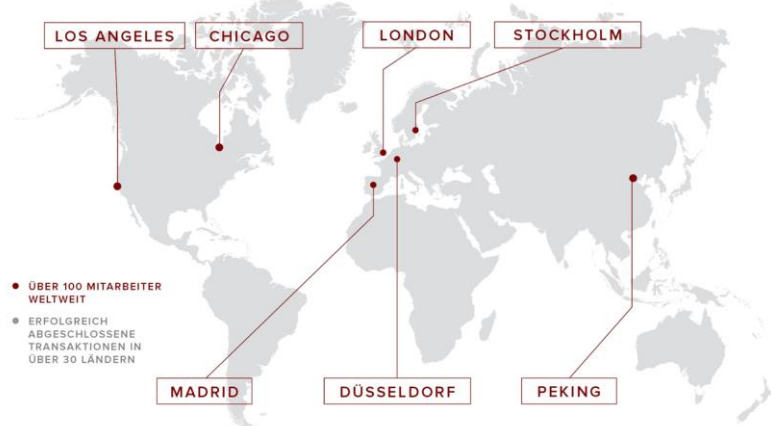 LOS ANGELES
CHICAGO
LONDON
STOCKHOLM
ÜBER 100 MITARBEITER
WELTWEIT
ERFOLGREICH
ABGESCHLOSSENE
TRANSAKTIONEN IN
ÜBER 30 LÄNDERN
MADRID
DÜSSELDORF
PEKING